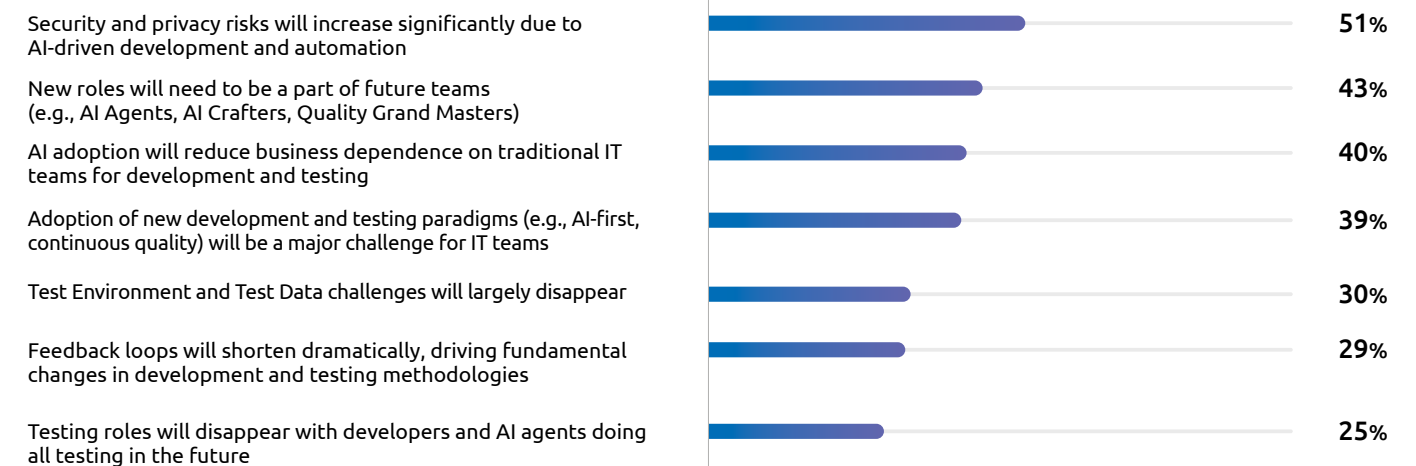 Security and privacy risks will increase significantly due to
AI-driven development and automation
51%
New roles will need to be a part of future teams
(e.g., AI Agents, AI Crafters, Quality Grand Masters)
43%
AI adoption will reduce business dependence on traditional IT
teams for development and testing
40%
Adoption of new development and testing paradigms (e.g., AI-first,
continuous quality) will be a major challenge for IT teams
39%
Test Environment and Test Data challenges will largely disappear
30%
Feedback loops will shorten dramatically, driving fundamental
changes in development and testing methodologies
29%
Testing roles will disappear with developers and AI agents doing
all testing in the future
25%